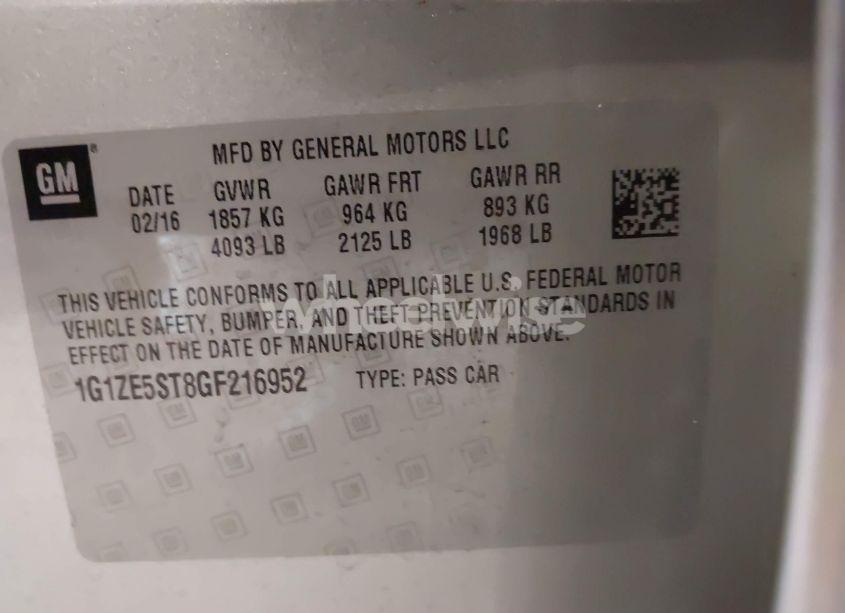 GM
MFD BY GENERAL MOTORS LLC
DATE GVWR GAWR FRT GAWR RR
02/16 1857 KG 964 KG 893 KG
4093 LB 2125 LB 1968 LB
THIS VEHICLE CONFORMS TO ALL APPLICABLE U.S. FEDERAL MOTOR
VEHICLE SAFETY, BUMPER, AND THEFT PREVENTION STANDARDS IN
EFFECT ON THE DATE OF MANUFACTURE SHOWN ABOVE.
1G1ZE5ST8GF216952 TYPE: PASS CAR
wheelwire